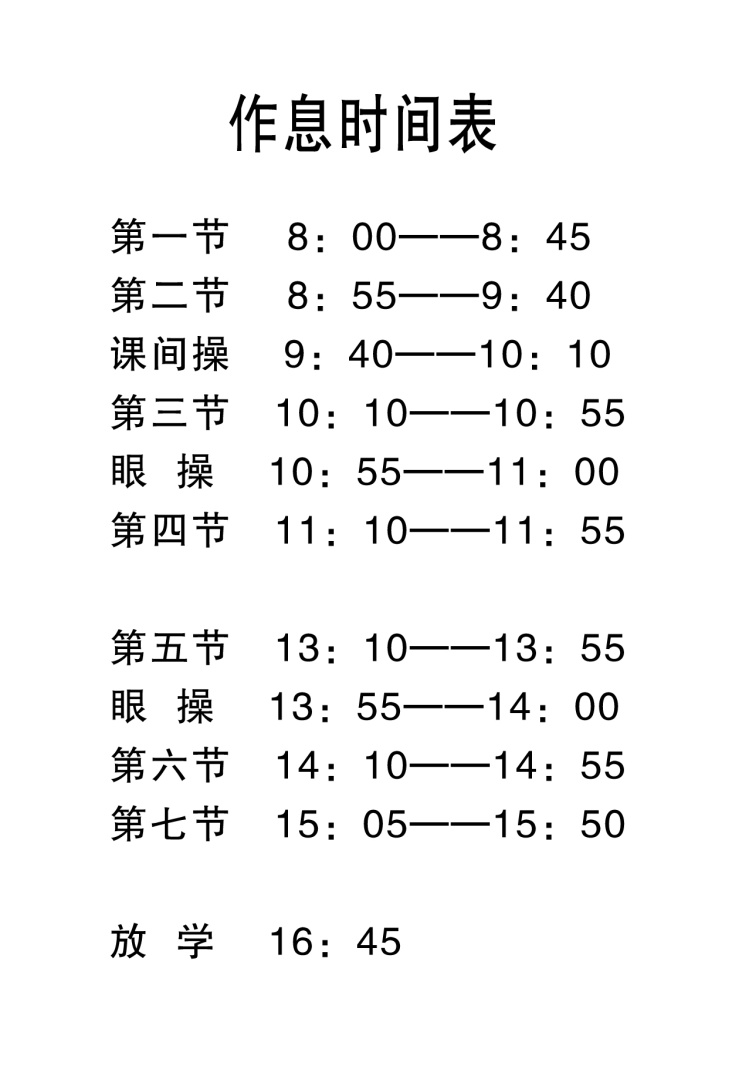 作息时间表
第一节 8：00——8：45
第二节 8：55——9：40
课间操 9：40——10：10
第三节 10：10——10：55
眼 操 10：55——11：00
第四节 11：10——11：55
第五节 13：10——13：55
眼 操 13：55——14：00
第六节 14：10——14：55
第七节 15：05——15：50
放 学 16：45